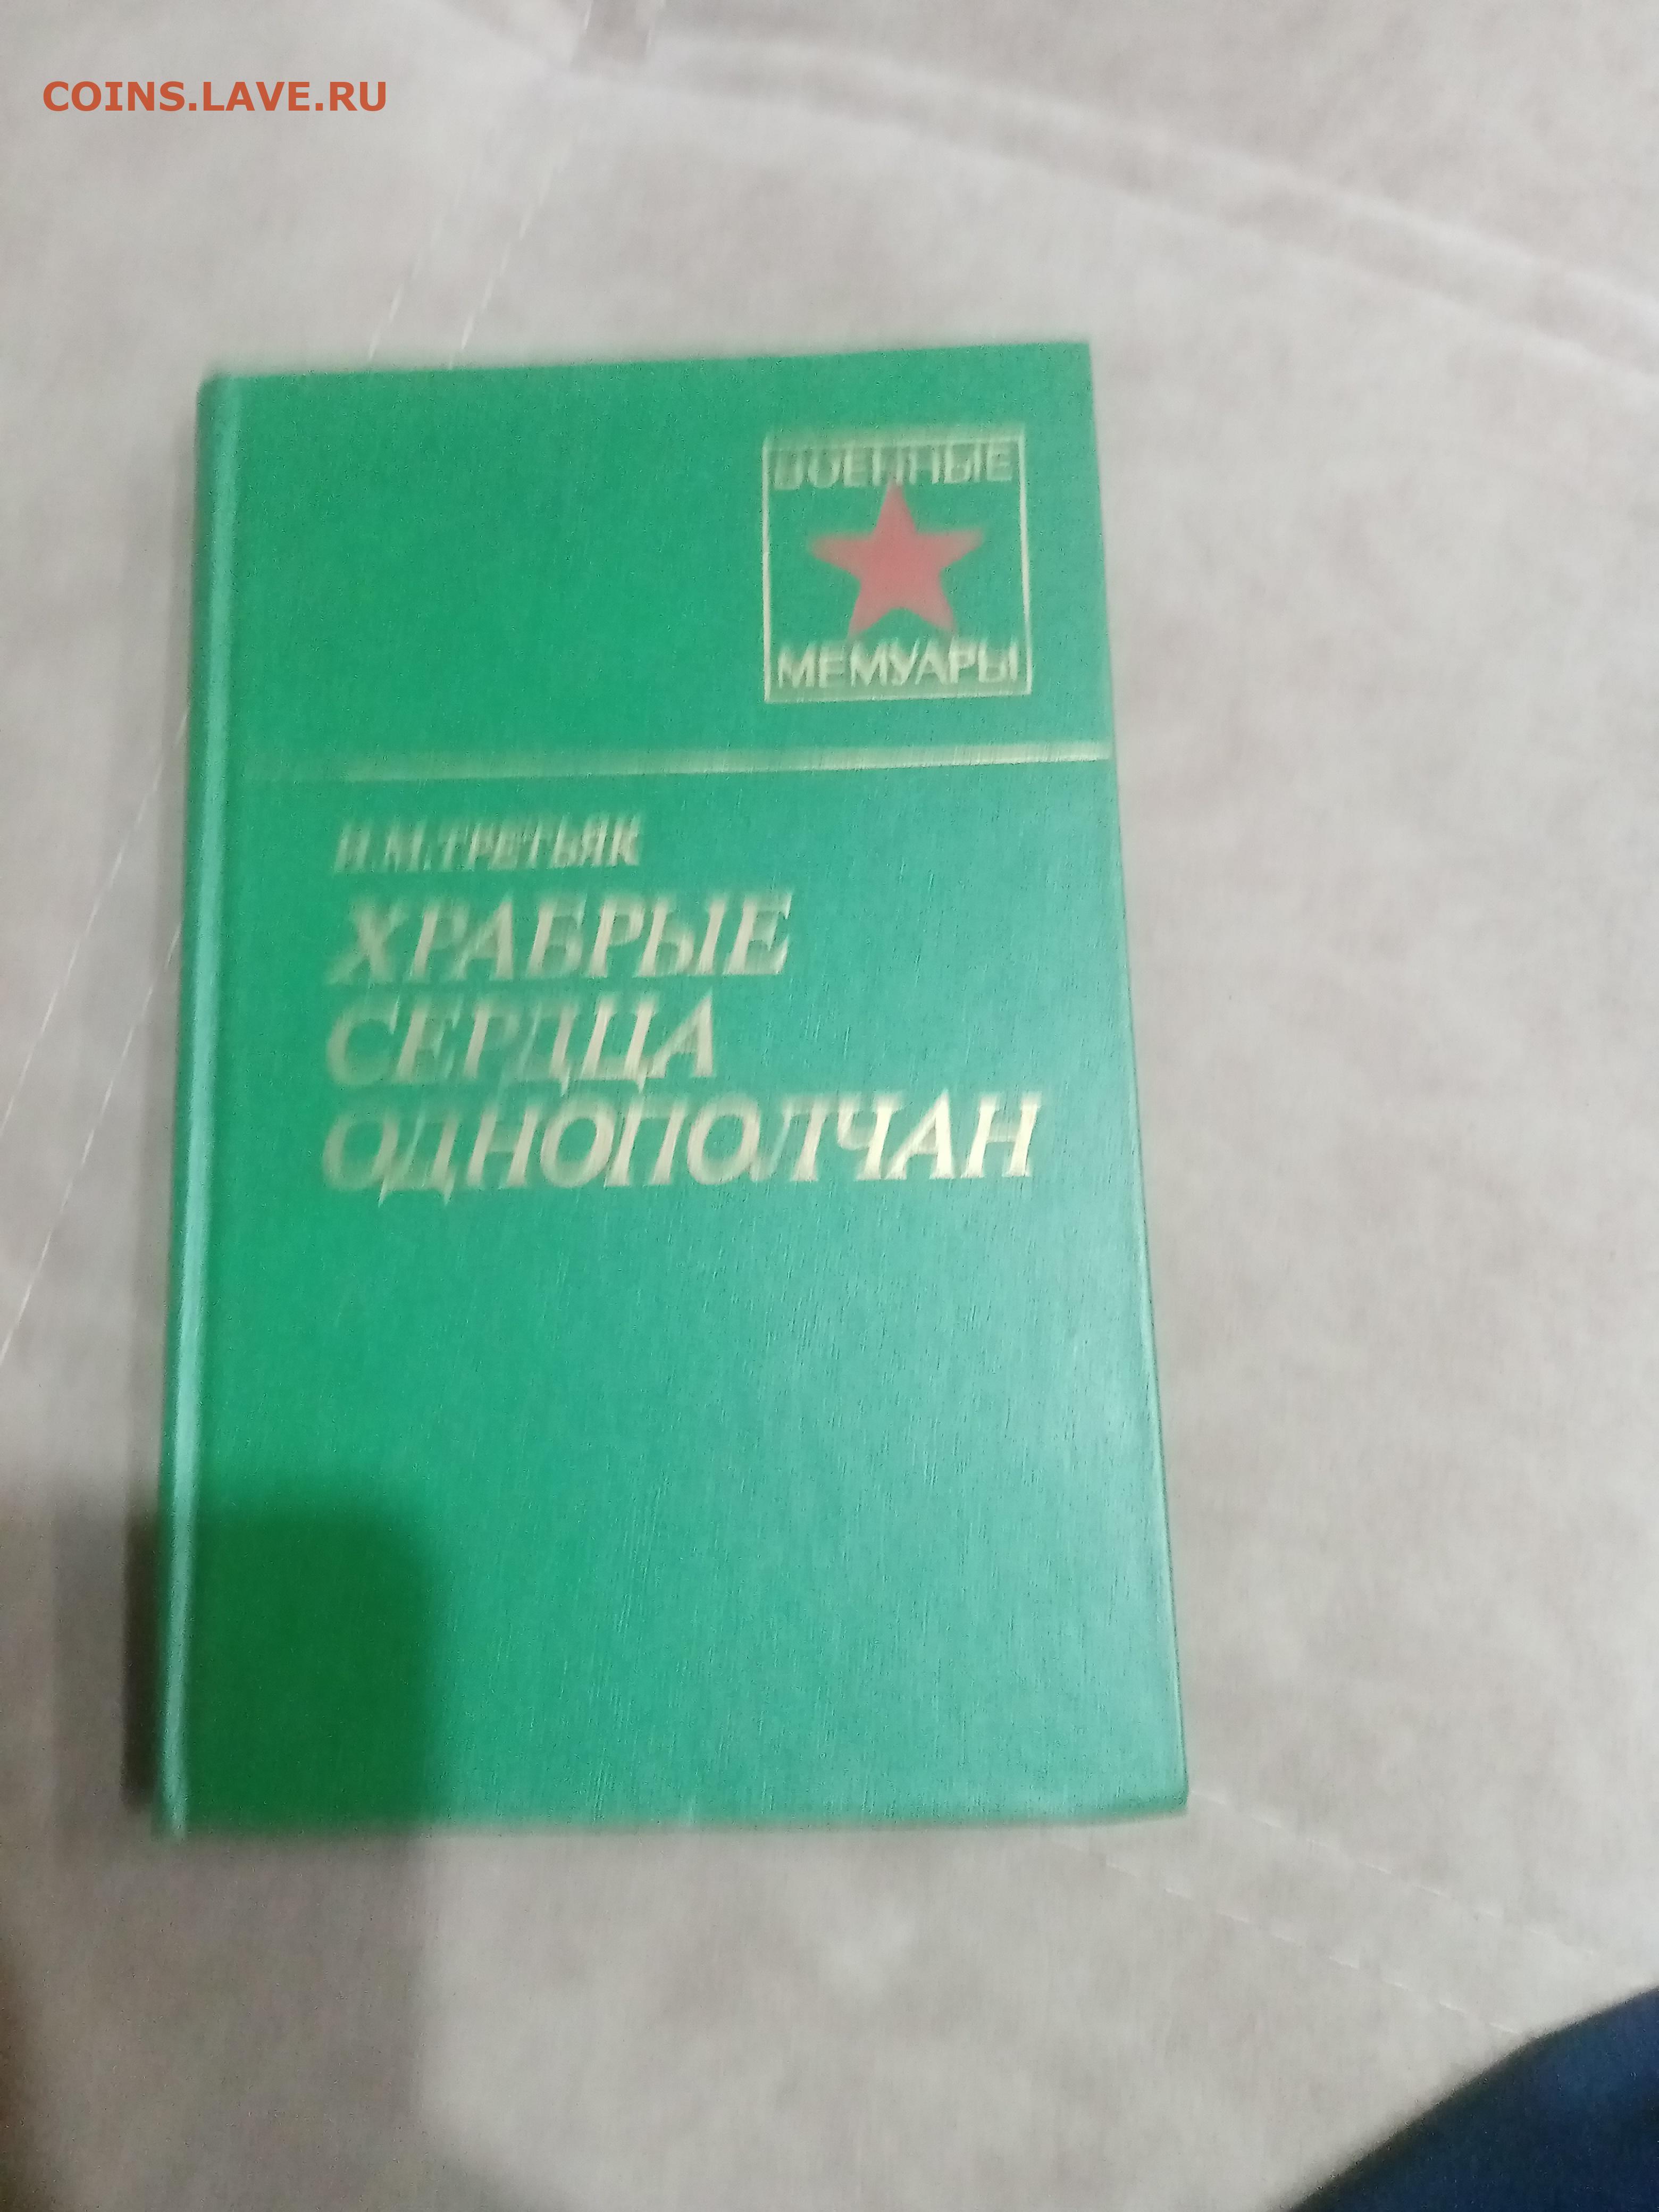 COINS.LAVE.RU
ВОЕННЫЕ
МЕМУАРЫ
И.М.ТРЕТЬЯК
ХРАБРЫЕ
СЕРДЦА
ОДНОПОЛЧАН